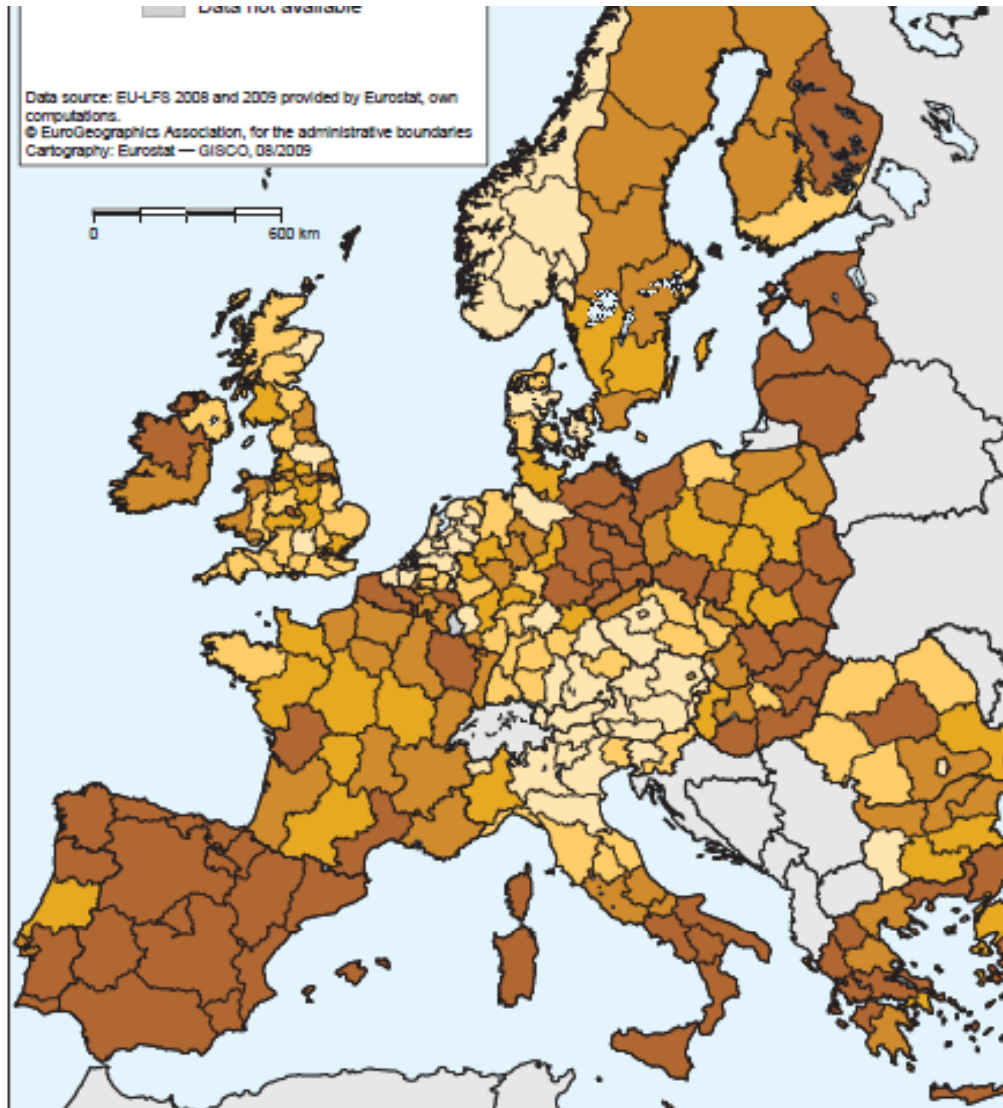 Data not available
Data source: EU-LFS 2008 and 2009 provided by Eurostat, own
computations.
© EuroGeographics Association, for the administrative boundaries
Cartography: Eurostat — GISCO, 08/2009
0 600 km